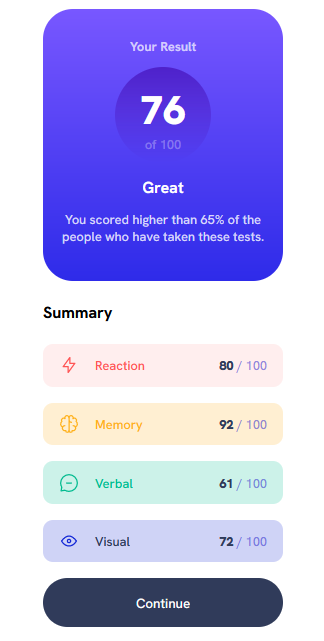 Your Result
76
of 100
Great
You scored higher than 65% of the
people who have taken these tests.
Summary
Reaction 80 / 100
Memory 92 / 100
Verbal 61 / 100
Visual 72 / 100
Continue